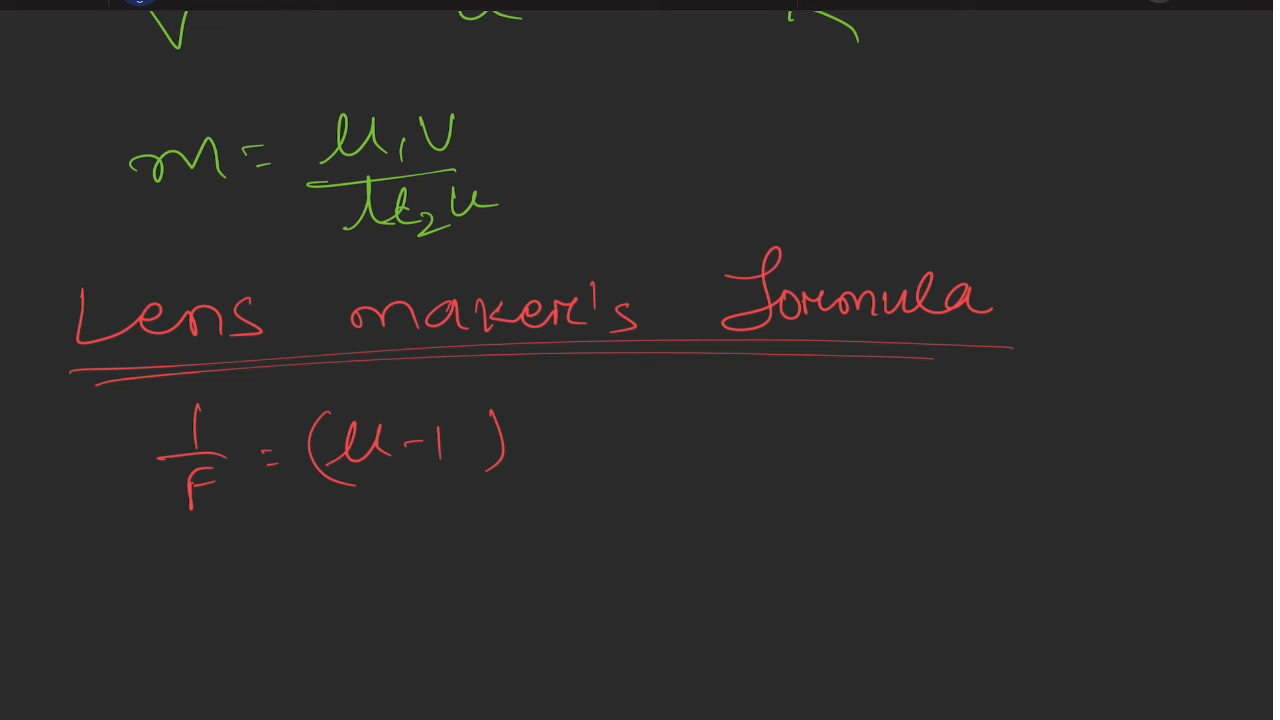 m = μ₁v / μ₂u
Lens maker's formula
1/F = (μ-1)